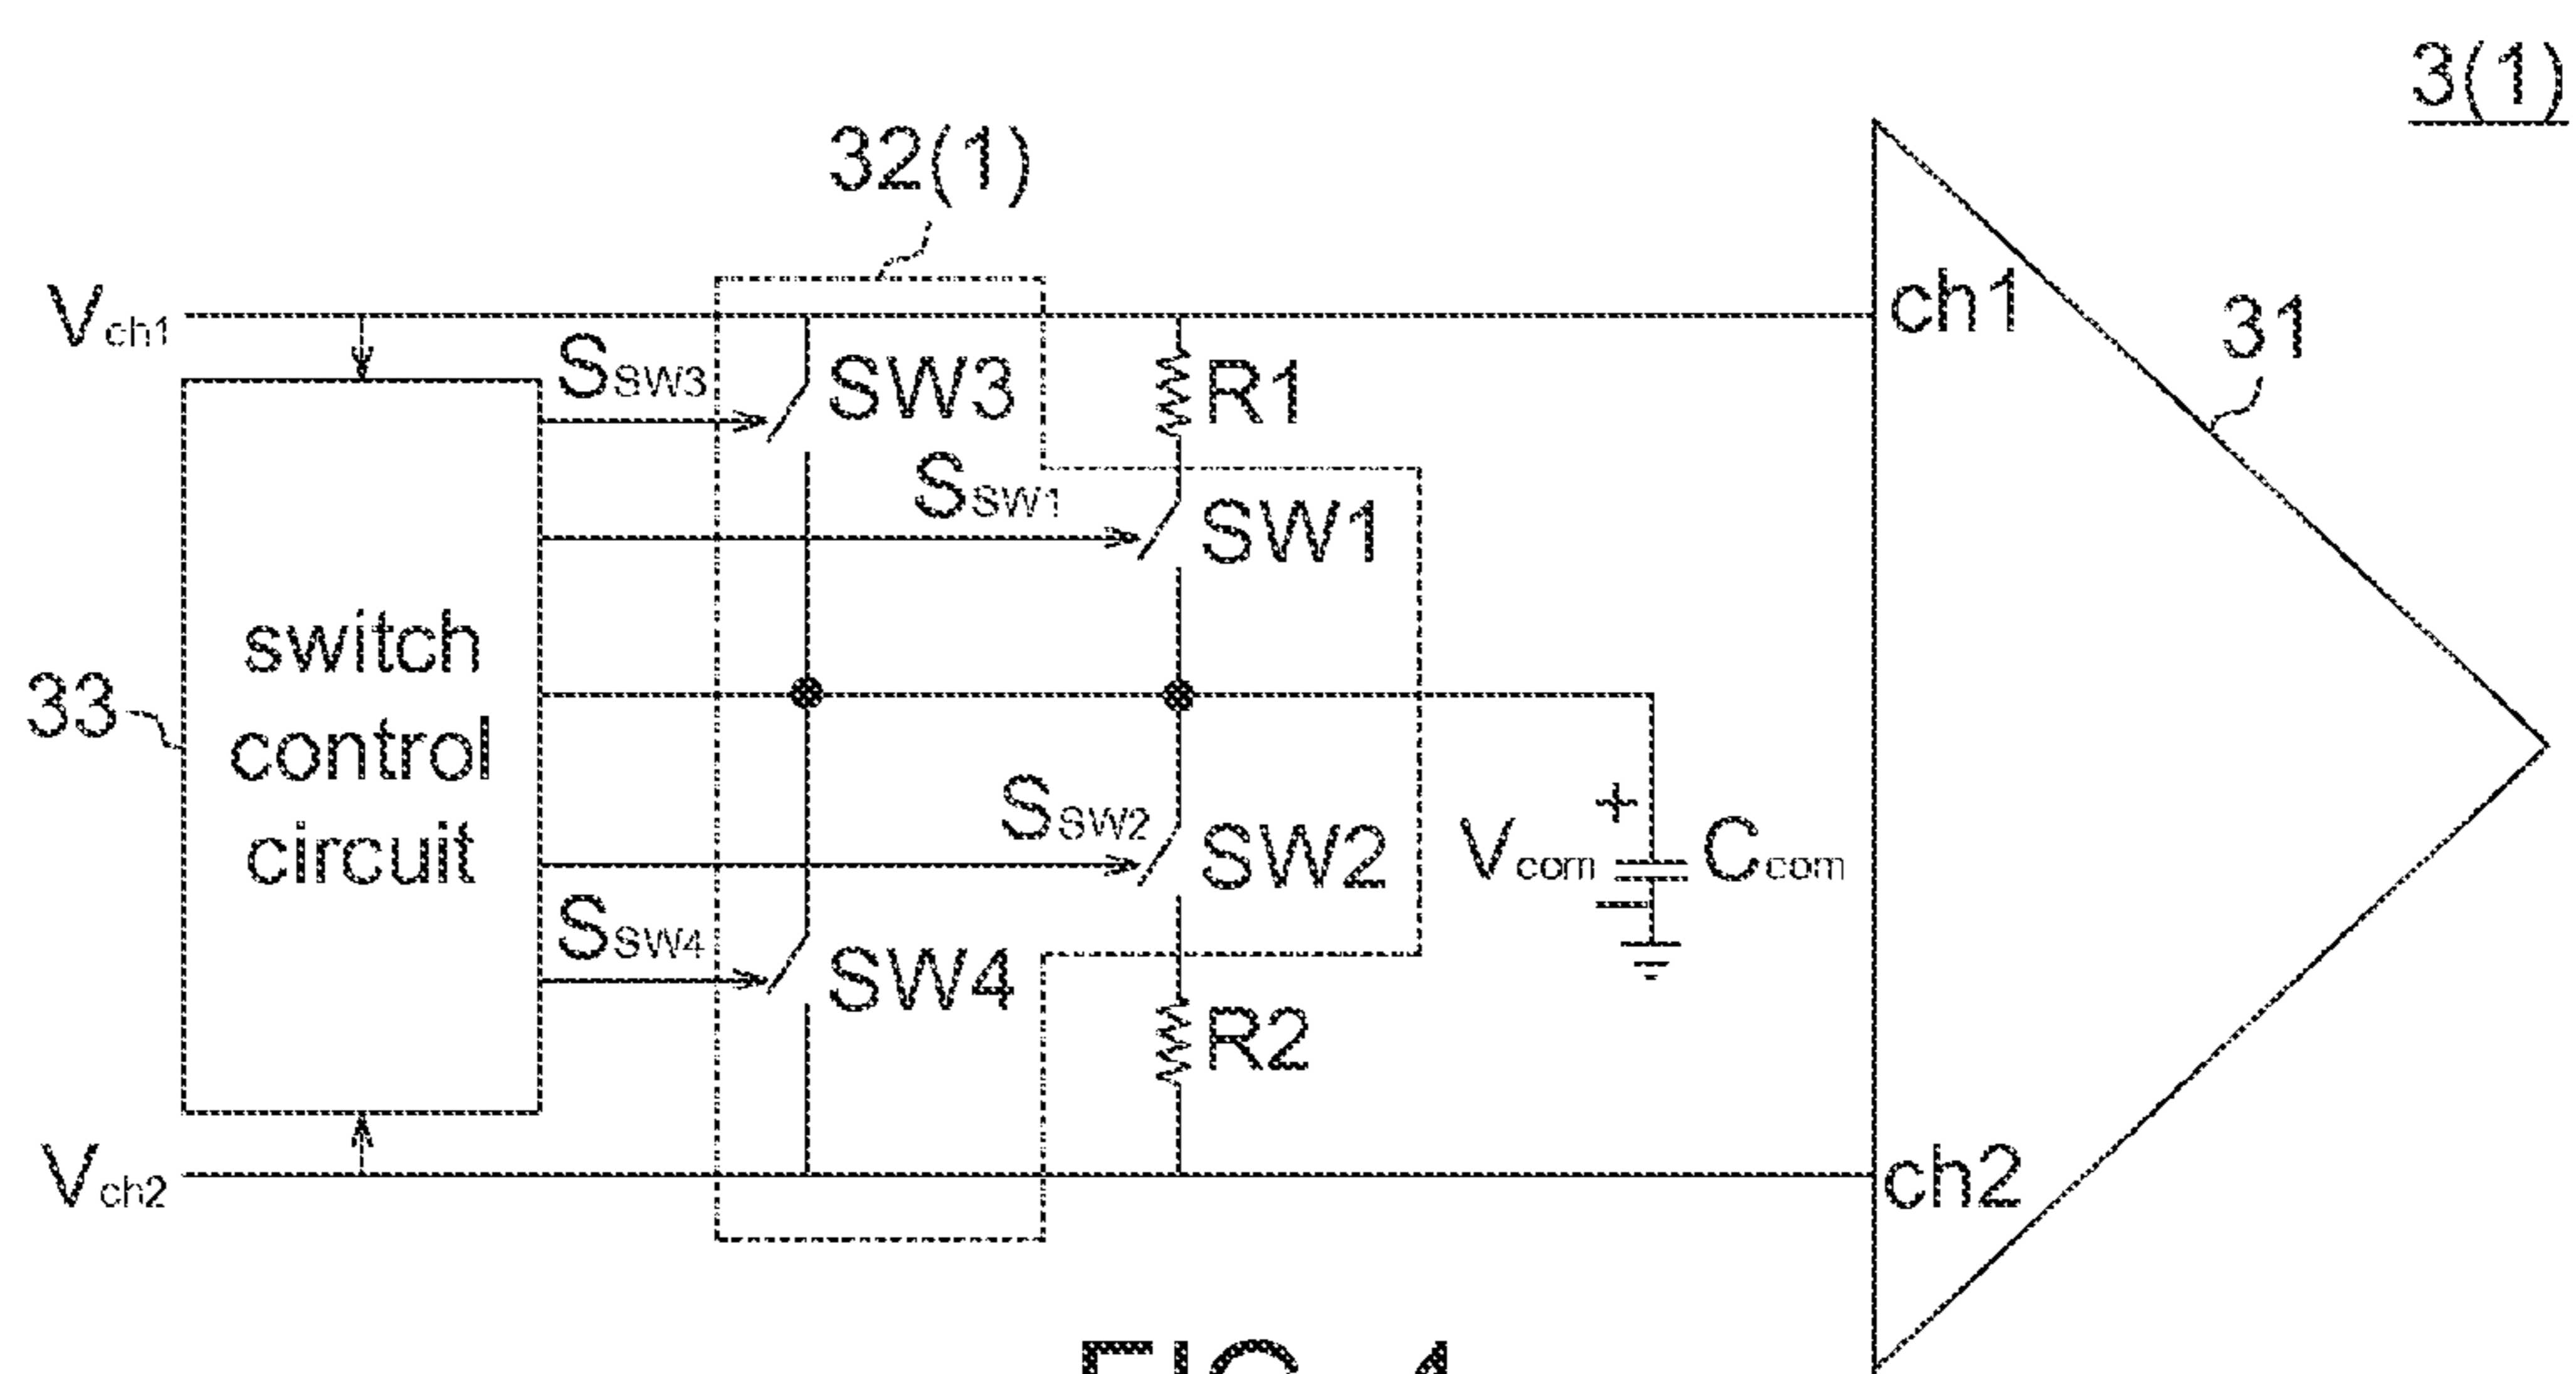 3(1)
32(1)
Vch1
ch1
31
SSW3
SW3
R1
SSW1
SW1
switch
control
circuit
33
SSW2
SW2
Vcom
+
Ccom
SSW4
SW4
R2
Vch2
ch2